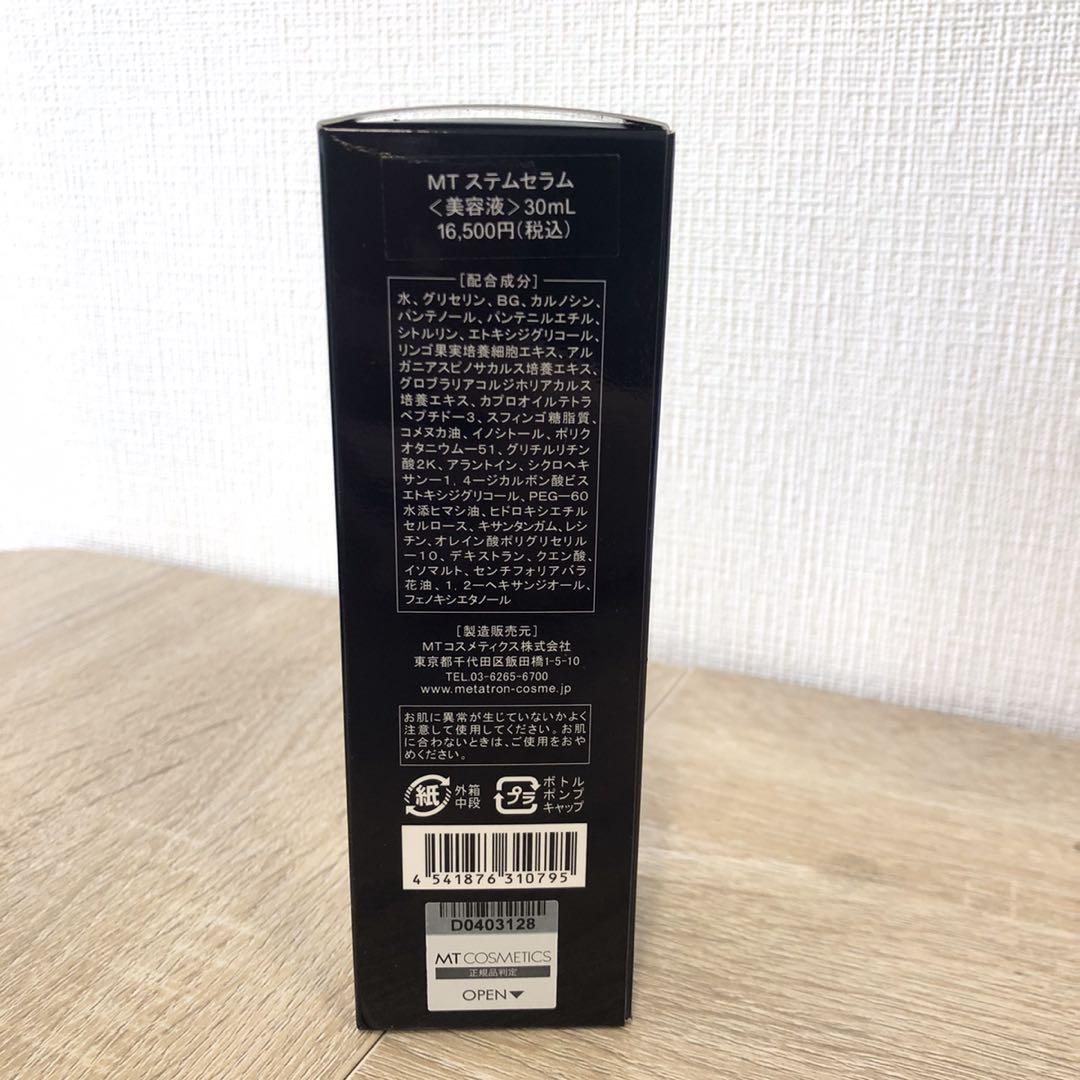 MT ステムセラム
<美容液>30mL
16,500円(税込)
[配合成分]
水、グリセリン、BG、カルノシン、
パンテノール、パンテニルエチル、
シトルリン、エトキシジグリコール、
リンゴ果実培養細胞エキス、アル
ガニアスピノサカルス培養エキス、
グロブラリアコルジホリアカルス
培養エキス、カプロオイルテトラ
ペプチドー3、スフィンゴ糖脂質、
コメヌカ油、イノシトール、ポリク
オタニウムー51、グリチルリチン
酸2K、アラントイン、シクロヘキ
サンー1,4ージカルボン酸ビス
エトキシジグリコール、PEGー60
水添ヒマシ油、ヒドロキシエチル
セルロース、キサンタンガム、レシ
チン、オレイン酸ポリグリセリル
ー10、デキストラン、クエン酸、
イソマルト、センチフォリアバラ
花油、1,2ーヘキサンジオール、
フェノキシエタノール
[製造販売元]
MTコスメティクス株式会社
東京都千代田区飯田橋1-5-10
TEL.03-6265-6700
www.metatron-cosme.jp
お肌に異常が生じていないかよく
注意して使用してください。お肌
に合わないときは、ご使用をおや
めください。
紙 外箱 中段 プラ ボトル ポンプ キャップ
4 541876 310795
D0403128
MT COSMETICS
正規品判定
OPEN▼